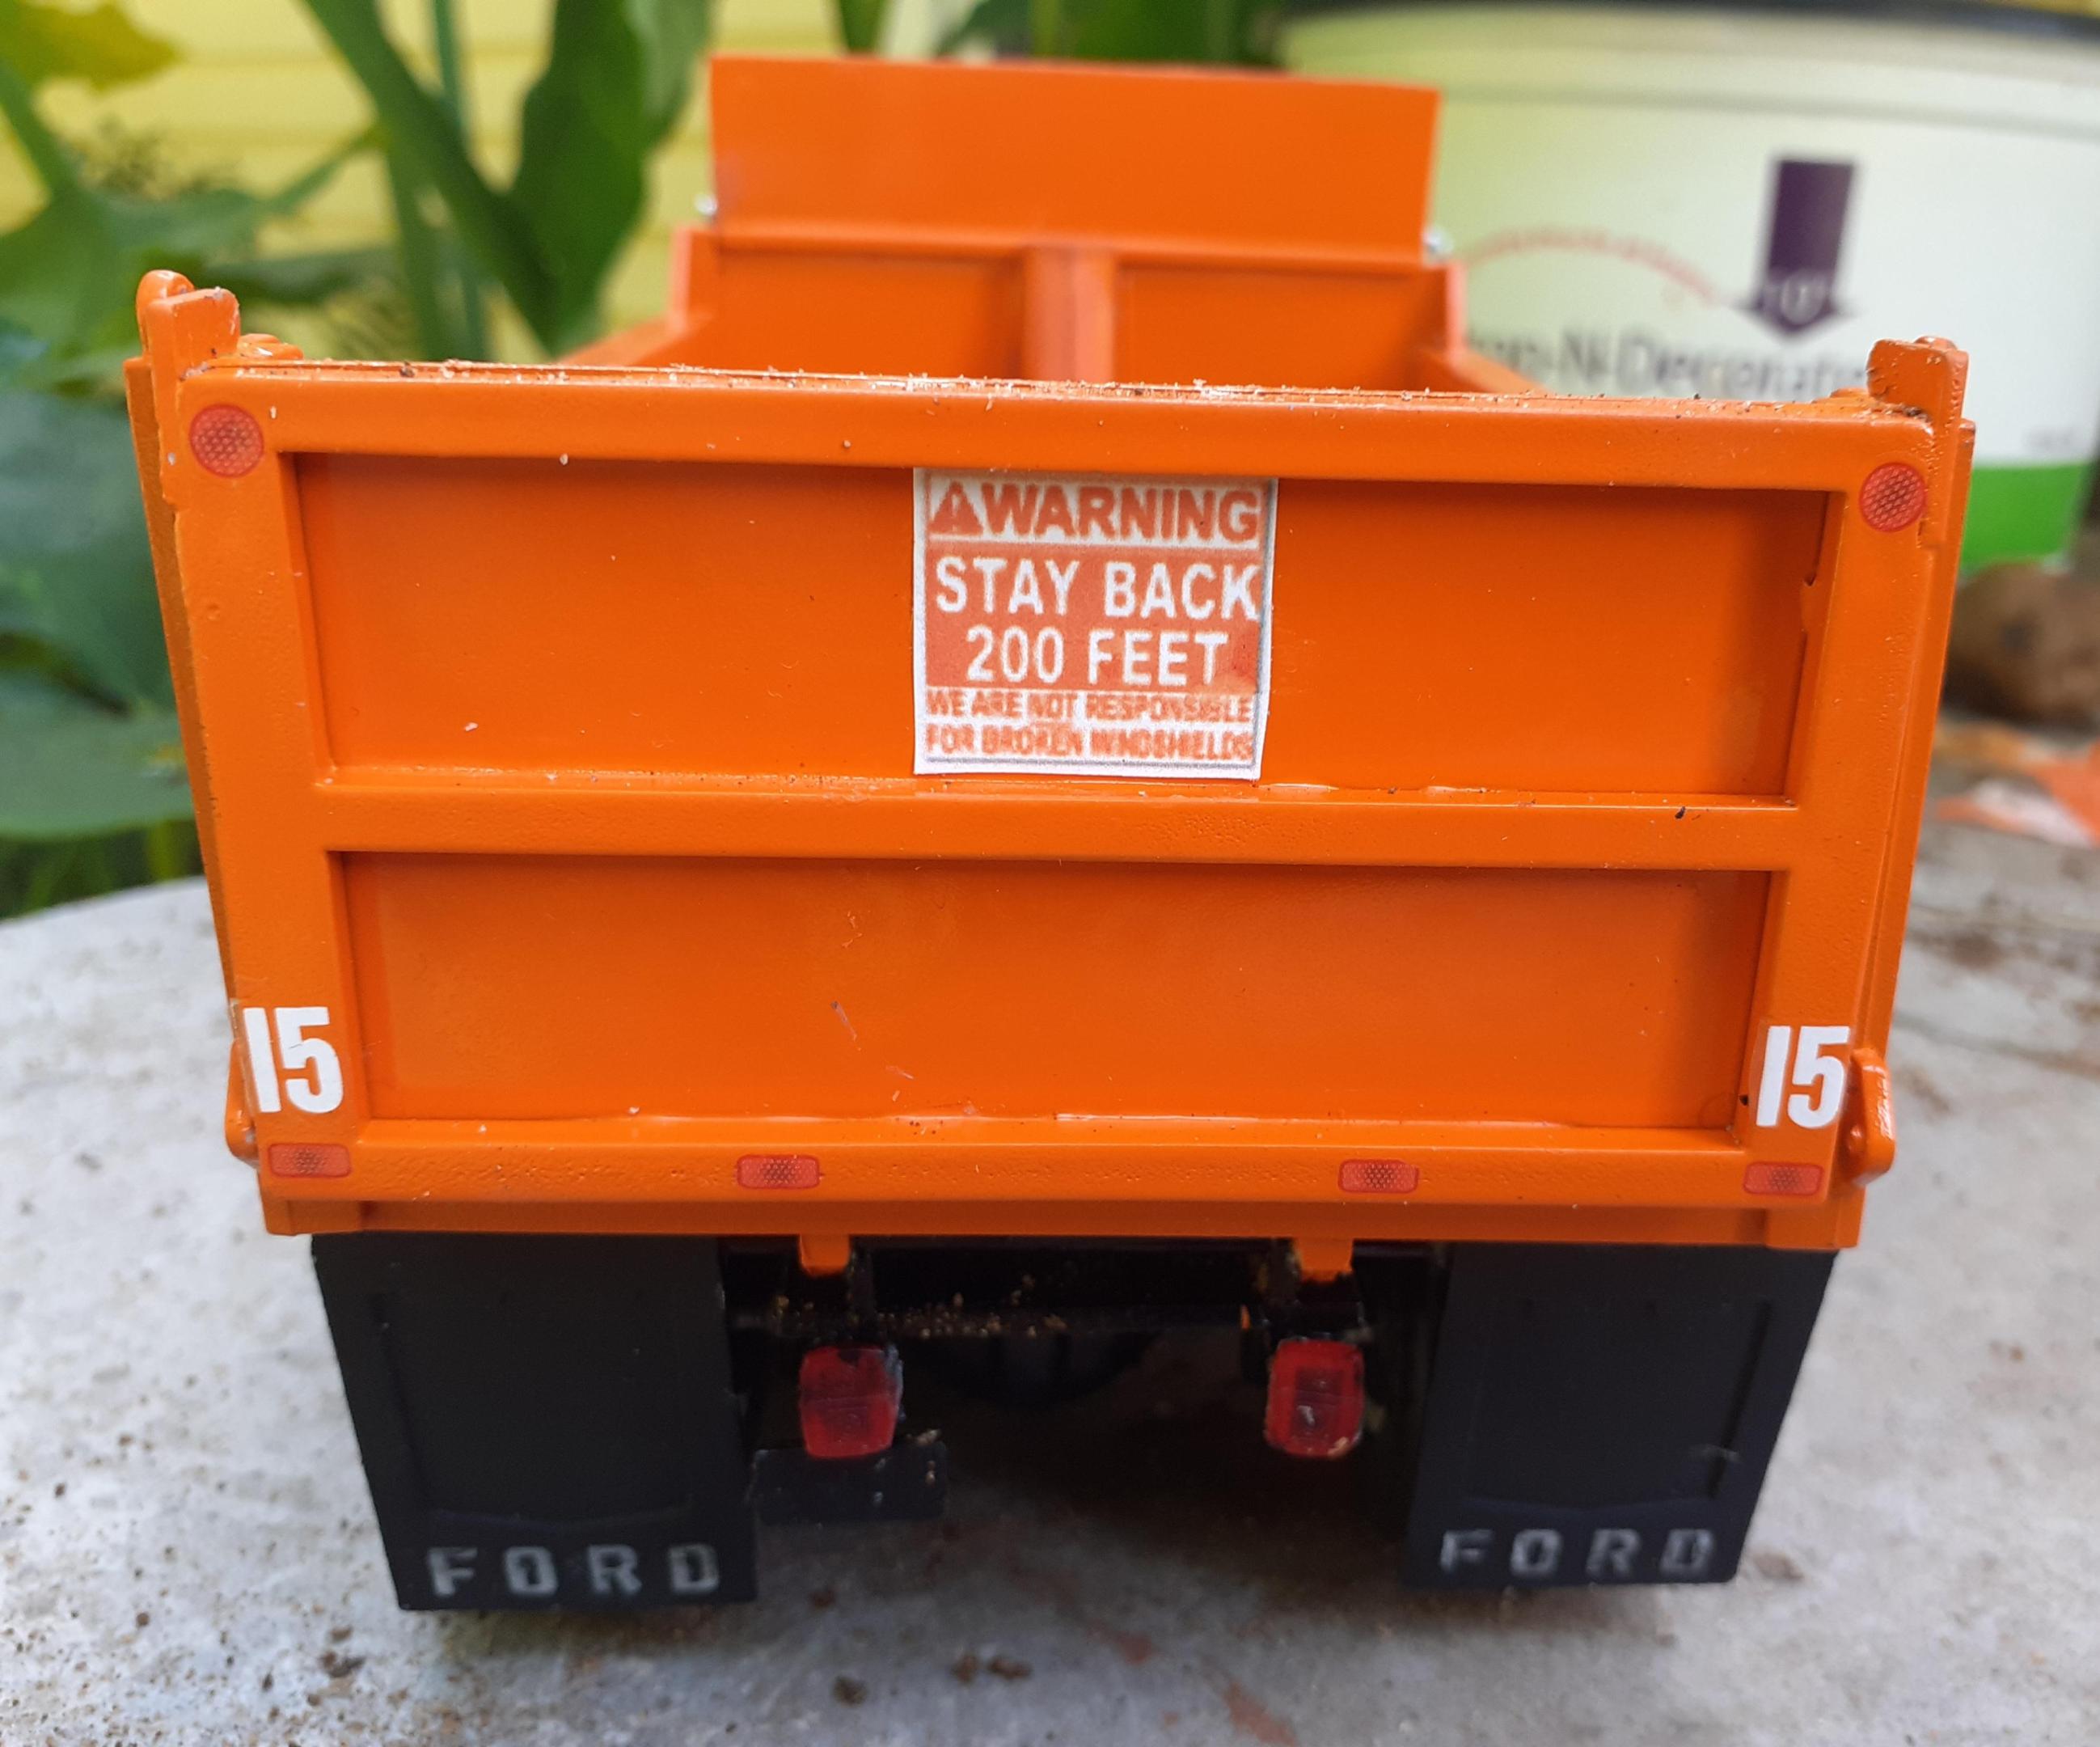 WARNING
STAY BACK
200 FEET
WE ARE NOT RESPONSIBLE
FOR BROKEN WINDSHIELDS
15
15
FORD
FORD